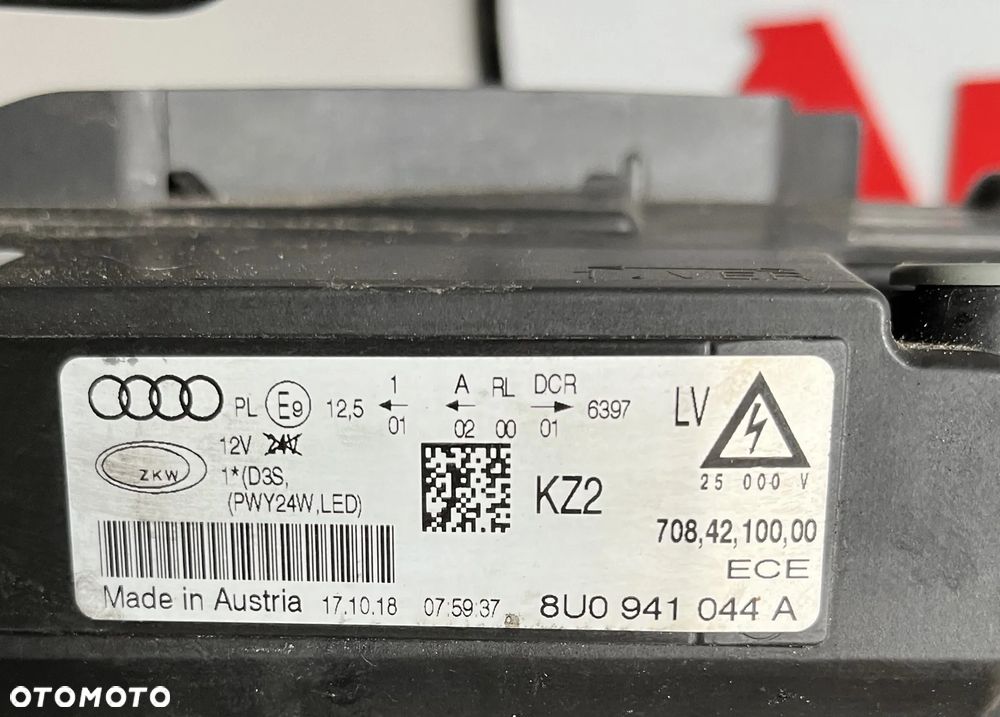 PL E9 12,5 1 A RL DCR 6397 LV
01 02 00 01
12V 24V
ZKW
1*(D3S,
(PWY24W,LED)
KZ2
25 000 V
708,42,100,00
ECE
Made in Austria 17.10.18 07:59:37 8U0 941 044 A
OTOMOTO